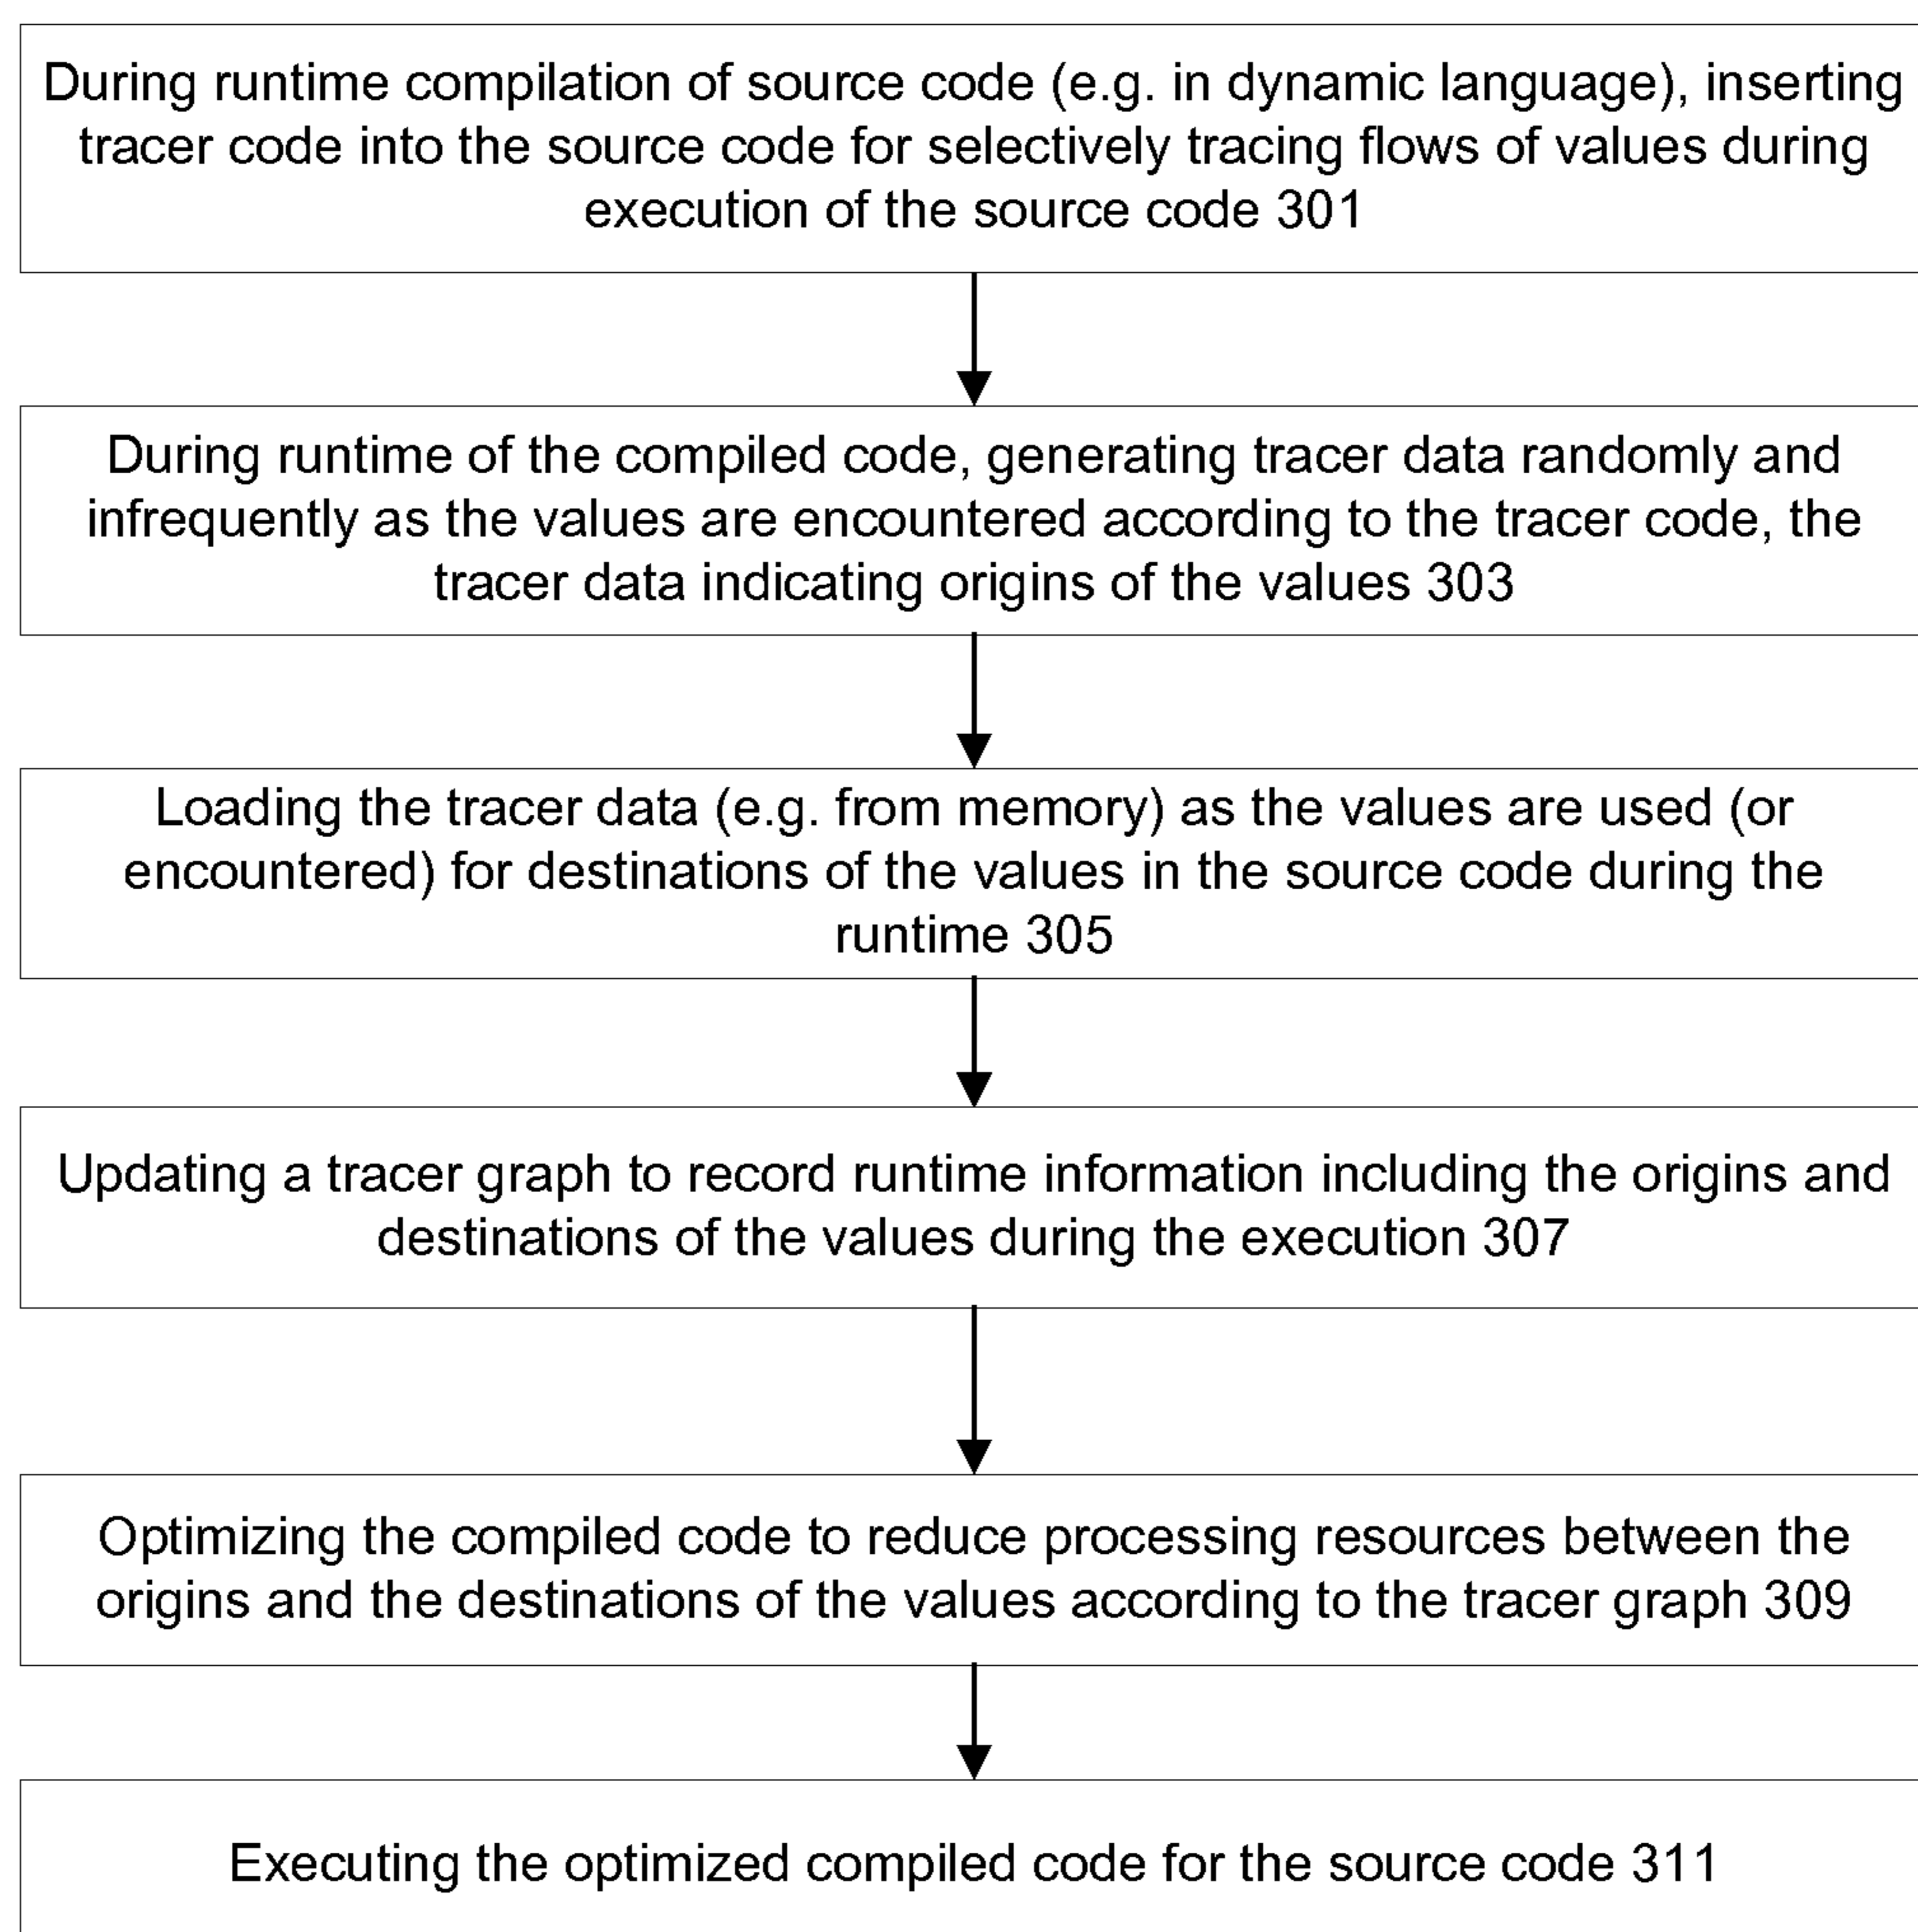 During runtime compilation of source code (e.g. in dynamic language), inserting
tracer code into the source code for selectively tracing flows of values during
execution of the source code 301
During runtime of the compiled code, generating tracer data randomly and
infrequently as the values are encountered according to the tracer code, the
tracer data indicating origins of the values 303
Loading the tracer data (e.g. from memory) as the values are used (or
encountered) for destinations of the values in the source code during the
runtime 305
Updating a tracer graph to record runtime information including the origins and
destinations of the values during the execution 307
Optimizing the compiled code to reduce processing resources between the
origins and the destinations of the values according to the tracer graph 309
Executing the optimized compiled code for the source code 311